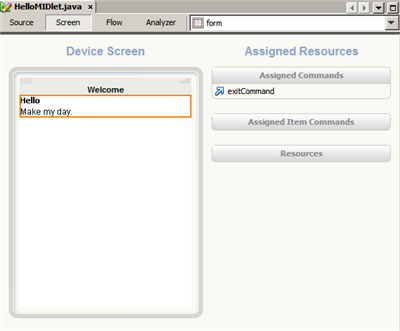 HelloMIDlet.java
Source Screen Flow Analyzer form
Device Screen Assigned Resources
Assigned Commands
exitCommand
Assigned Item Commands
Resources
Welcome
Hello
Make my day.